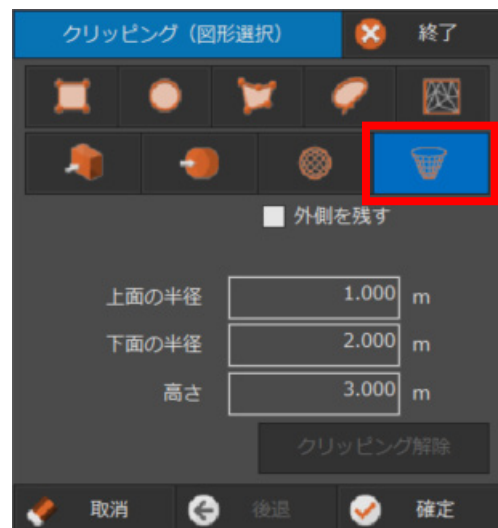 クリッピング（図形選択） 終了
外側を残す
上面の半径 1.000 m
下面の半径 2.000 m
高さ 3.000 m
クリッピング解除
取消 後退 確定